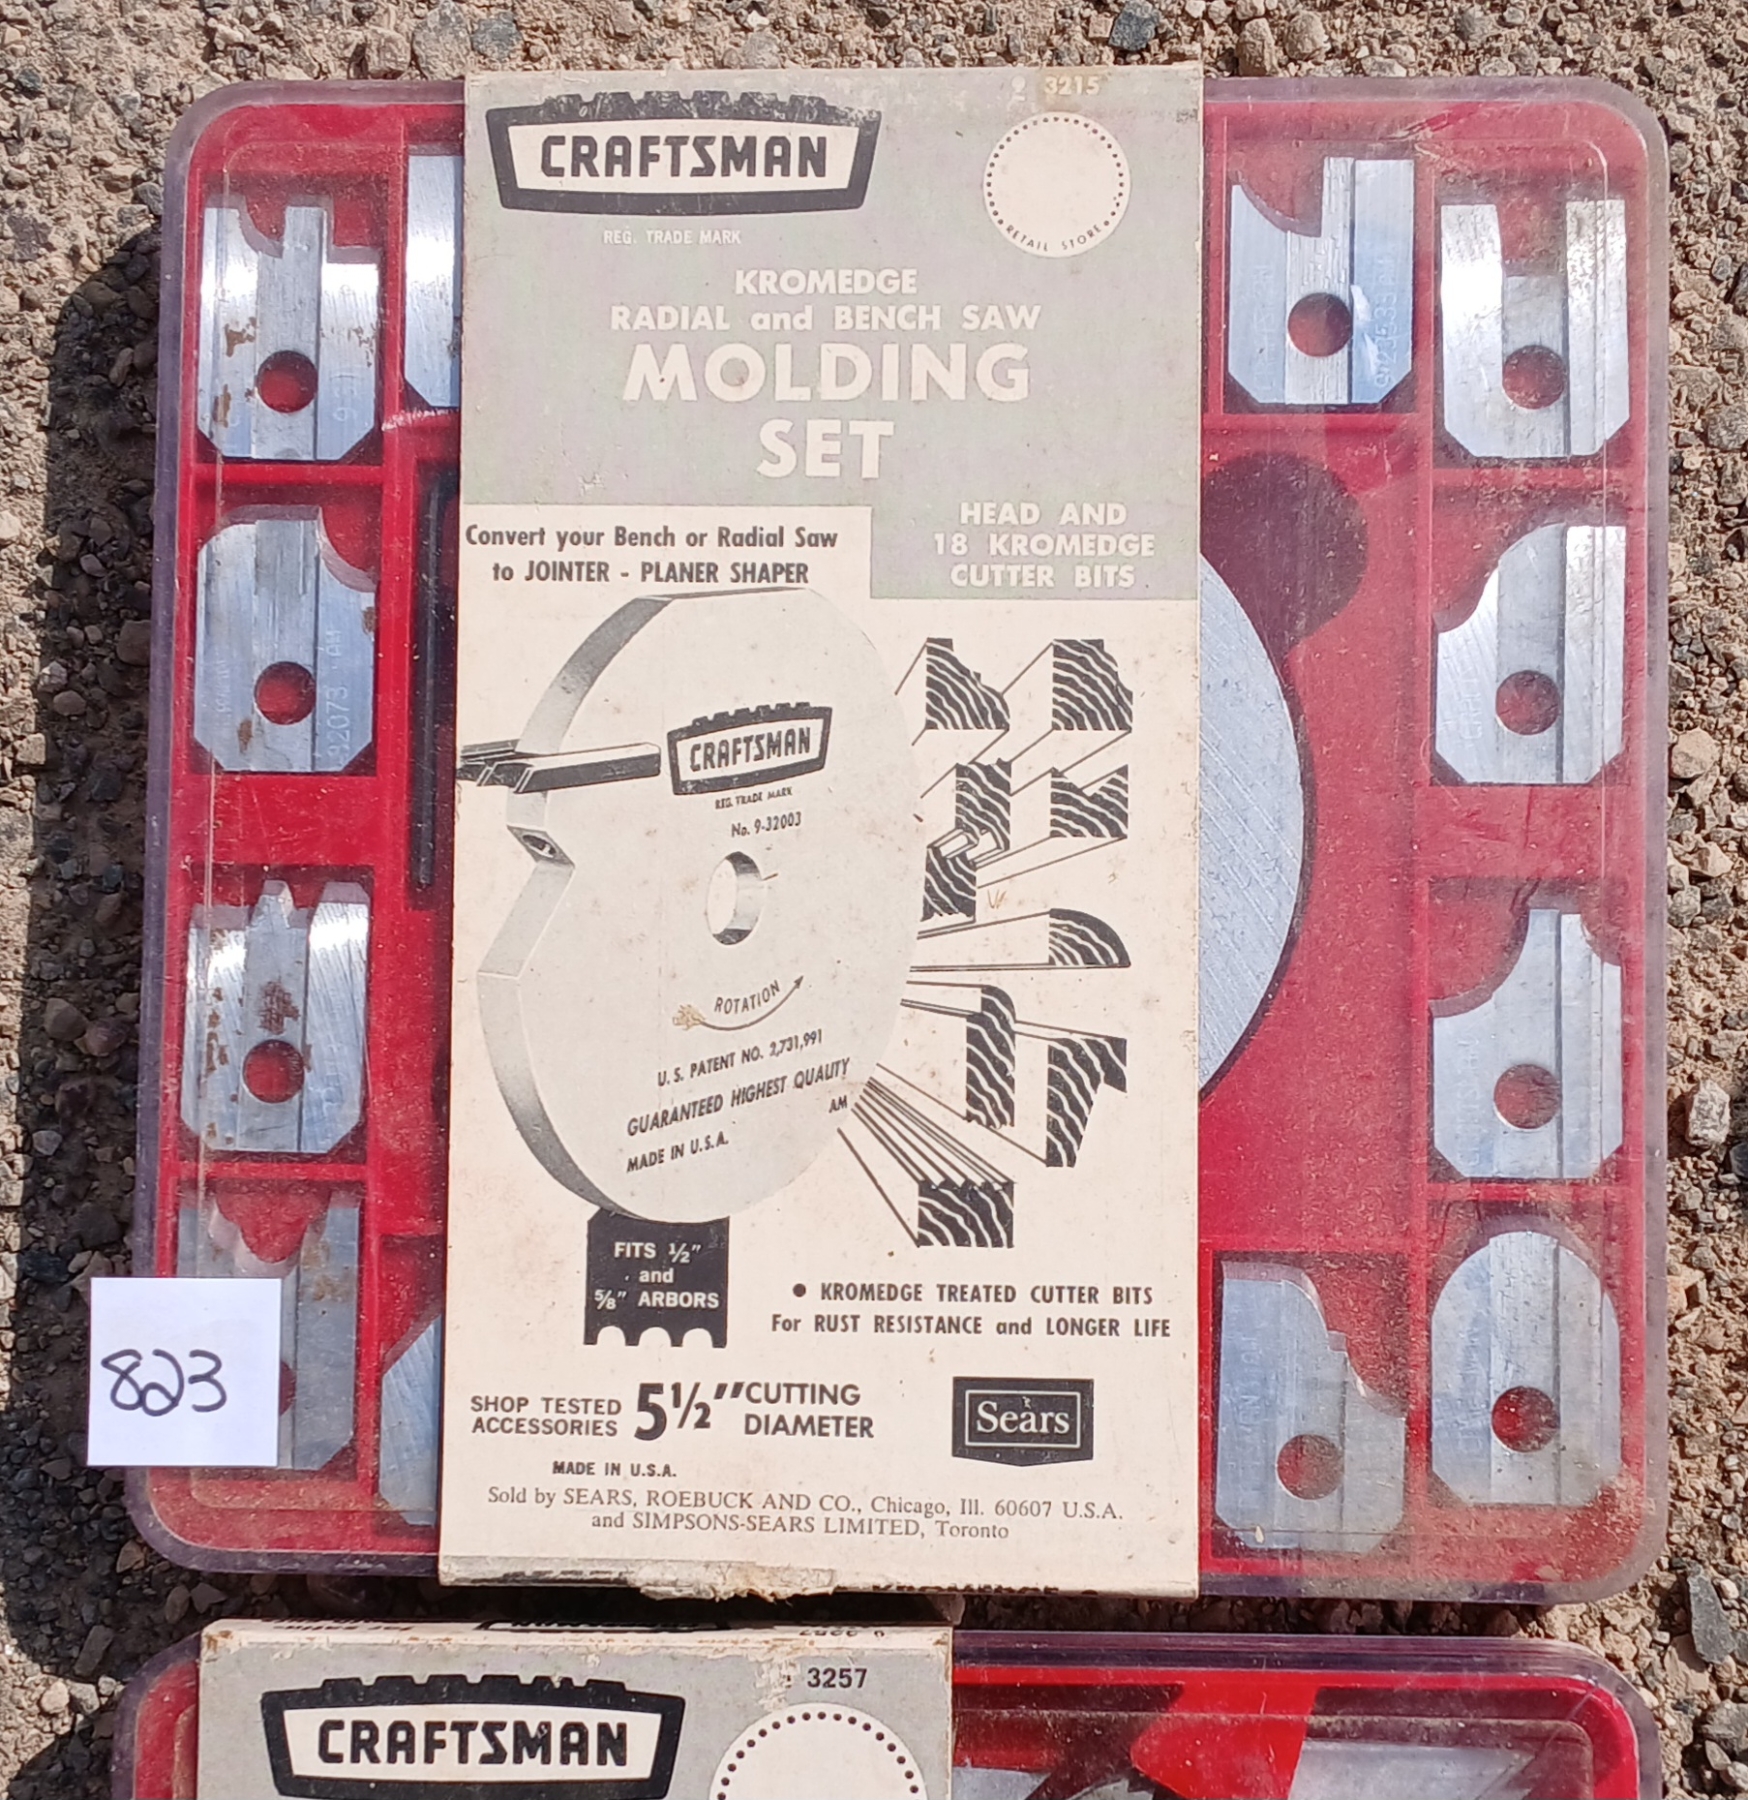 9 3215
CRAFTSMAN
REG. TRADE MARK
RETAIL STORE
KROMEDGE
RADIAL and BENCH SAW
MOLDING
SET
HEAD AND
18 KROMEDGE
CUTTER BITS
Convert your Bench or Radial Saw
to JOINTER - PLANER SHAPER
CRAFTSMAN
REG. TRADE MARK
No. 9-32003
ROTATION
U. S. PATENT NO. 2,731,991
GUARANTEED HIGHEST QUALITY
AM
MADE IN U.S.A.
FITS ½"
and
⅝" ARBORS
• KROMEDGE TREATED CUTTER BITS
For RUST RESISTANCE and LONGER LIFE
SHOP TESTED
ACCESSORIES
5½" CUTTING
DIAMETER
Sears
MADE IN U.S.A.
Sold by SEARS, ROEBUCK AND CO., Chicago, Ill. 60607 U.S.A.
and SIMPSONS-SEARS LIMITED, Toronto
KROMEDGE
823
3257
CRAFTSMAN